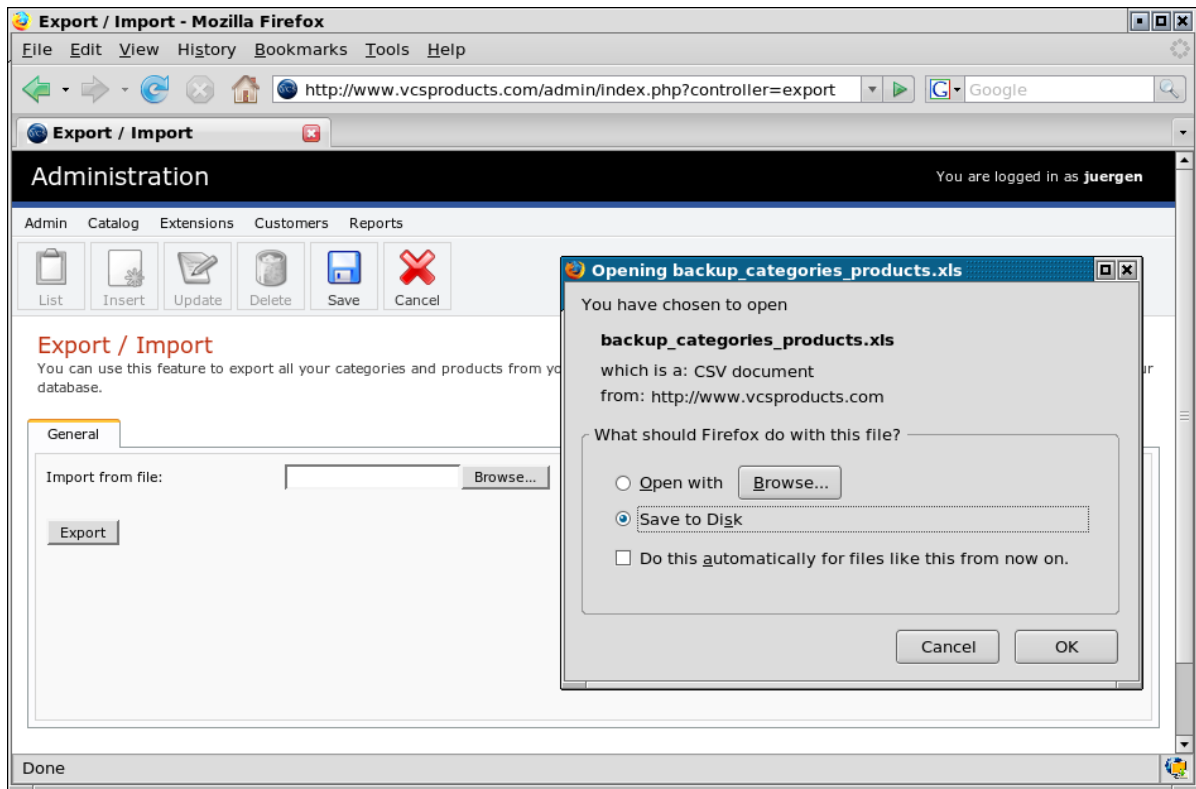 Export / Import - Mozilla Firefox
File Edit View History Bookmarks Tools Help
http://www.vcsproducts.com/admin/index.php?controller=export
G Google
Export / Import
Administration
You are logged in as juergen
Admin Catalog Extensions Customers Reports
List Insert Update Delete Save Cancel
Export / Import
You can use this feature to export all your categories and products from
database.
General
Import from file:
Browse...
Export
Opening backup_categories_products.xls
You have chosen to open
backup_categories_products.xls
which is a: CSV document
from: http://www.vcsproducts.com
What should Firefox do with this file?
Open with Browse...
Save to Disk
Do this automatically for files like this from now on.
Cancel OK
Done